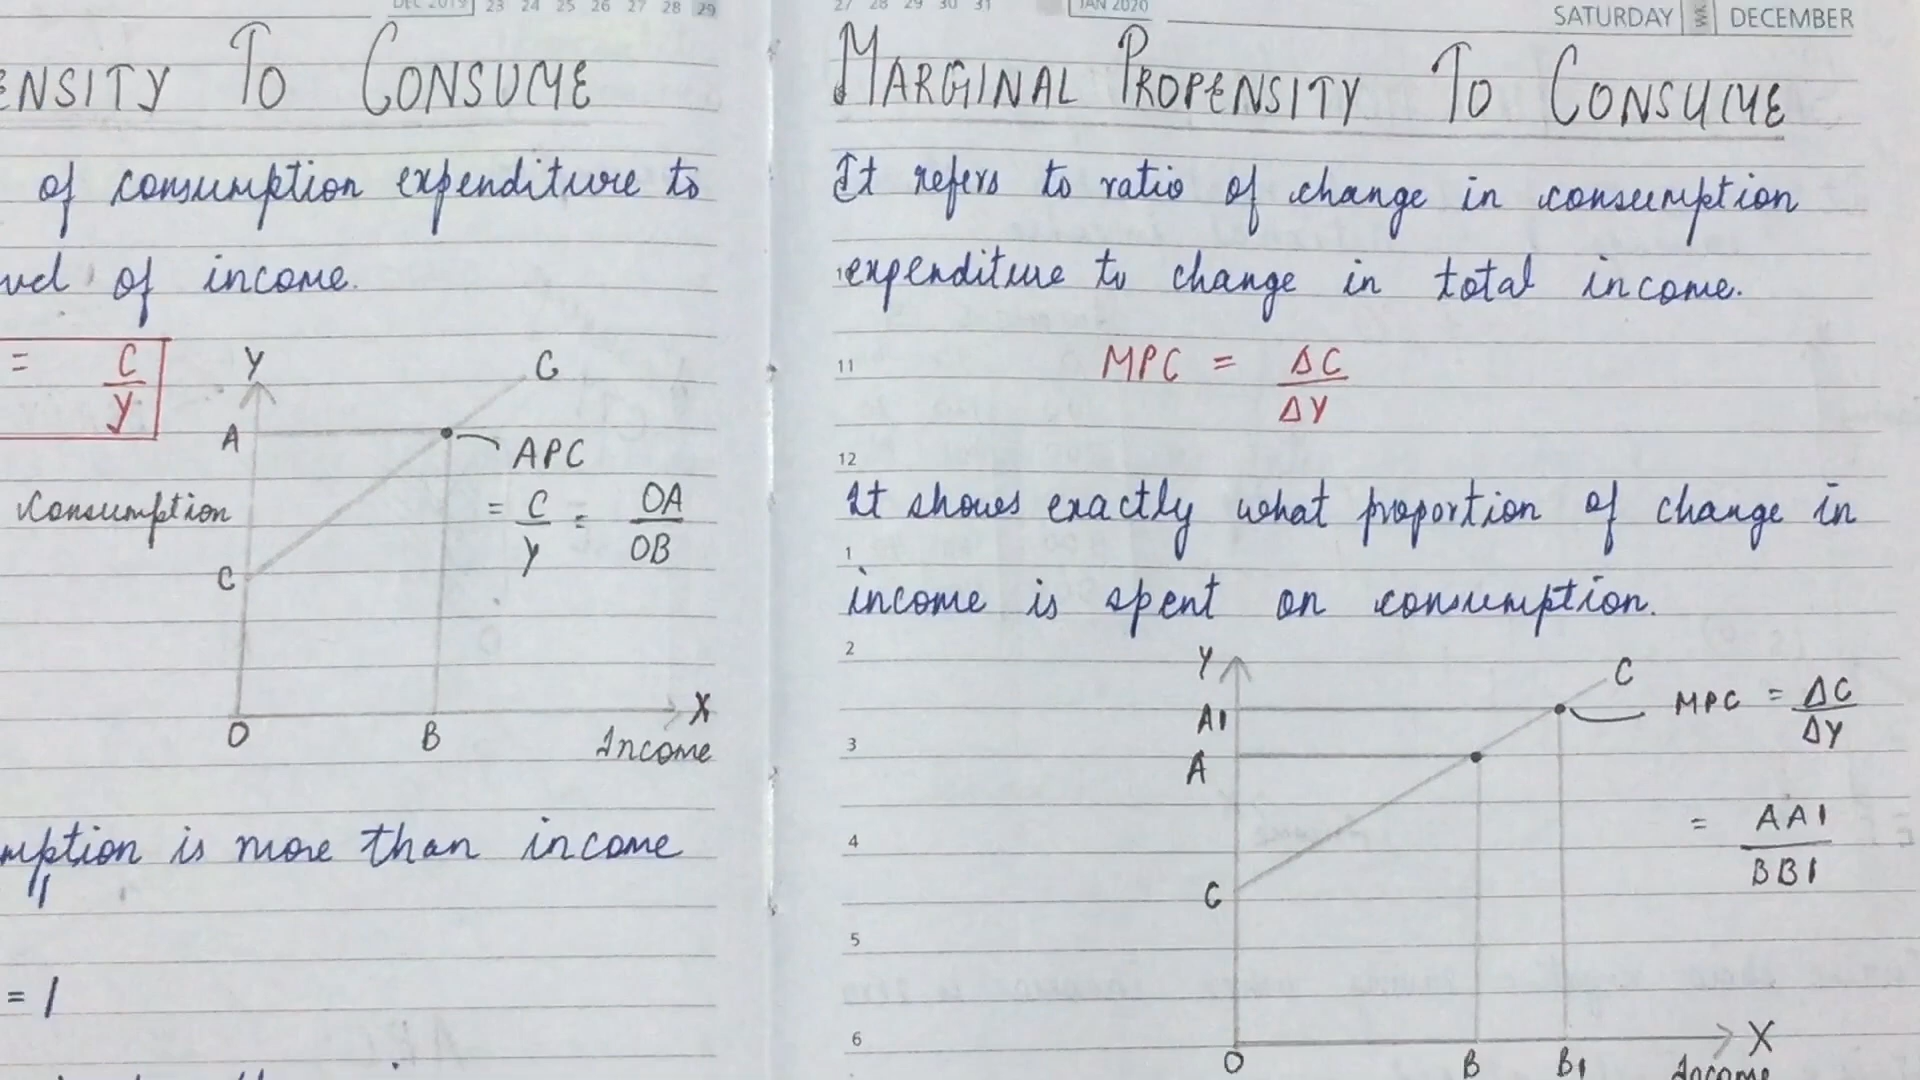 DEC 2019 23 24 25 26 27 28 29
ENSITY TO CONSUME
of consumption expenditure to
of income.
= C
Y
Y
C
A
APC
Consumption
= C = OA
Y OB
C
X
O B Income
mption is more than income
= 1
27 28 29 30 31 JAN 2020
SATURDAY WK DECEMBER
MARGINAL PROPENSITY TO CONSUME
It refers to ratio of change in consumption
expenditure to change in total income.
11
MPC = ΔC
ΔY
12
It shows exactly what proportion of change in
1
income is spent on consumption.
2
Y
C
MPC = ΔC
ΔY
A1
3
A
= AA1
BB1
4
C
5
6
X
O B B1 Income